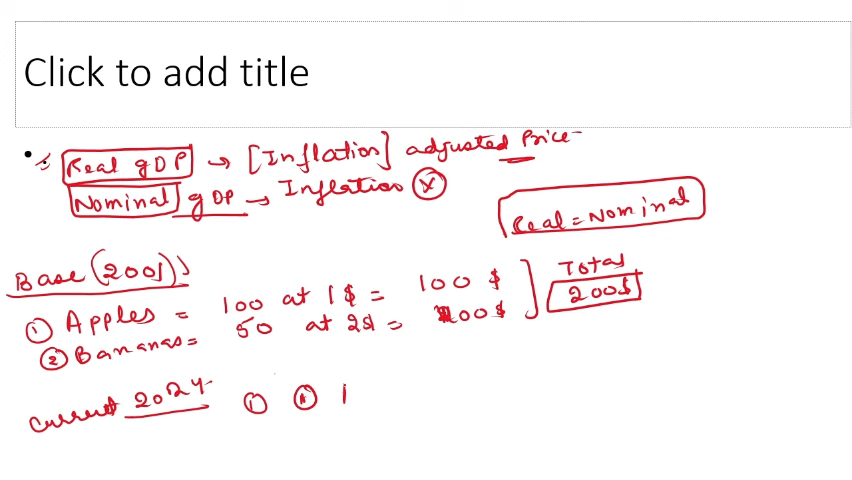 Click to add title
• Real gDP → [Inflation] adjusted Price-
Nominal gDP → Inflation ⓧ
Real = Nominal
Base (2001)
① Apples = 100 at 1$ = 100 $
② Bananas = 50 at 2$ = 100$
Total
200$
Current 2024 ① ①